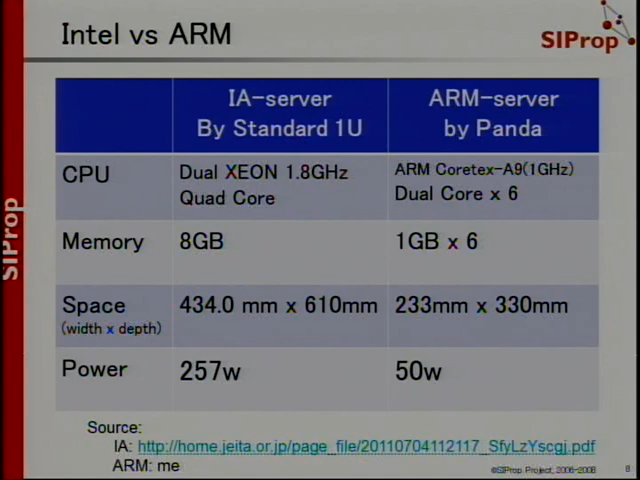 Intel vs ARM
SIProp
SIProp
IA-server
By Standard 1U
ARM-server
by Panda
CPU
Dual XEON 1.8GHz
Quad Core
ARM Coretex-A9(1GHz)
Dual Core x 6
Memory
8GB
1GB x 6
Space
(width x depth)
434.0 mm x 610mm
233mm x 330mm
Power
257w
50w
Source:
IA: http://home.jeita.or.jp/page_file/20110704112117_SfyLzYscgj.pdf
ARM: me
©SIProp Project, 2006-2008
8